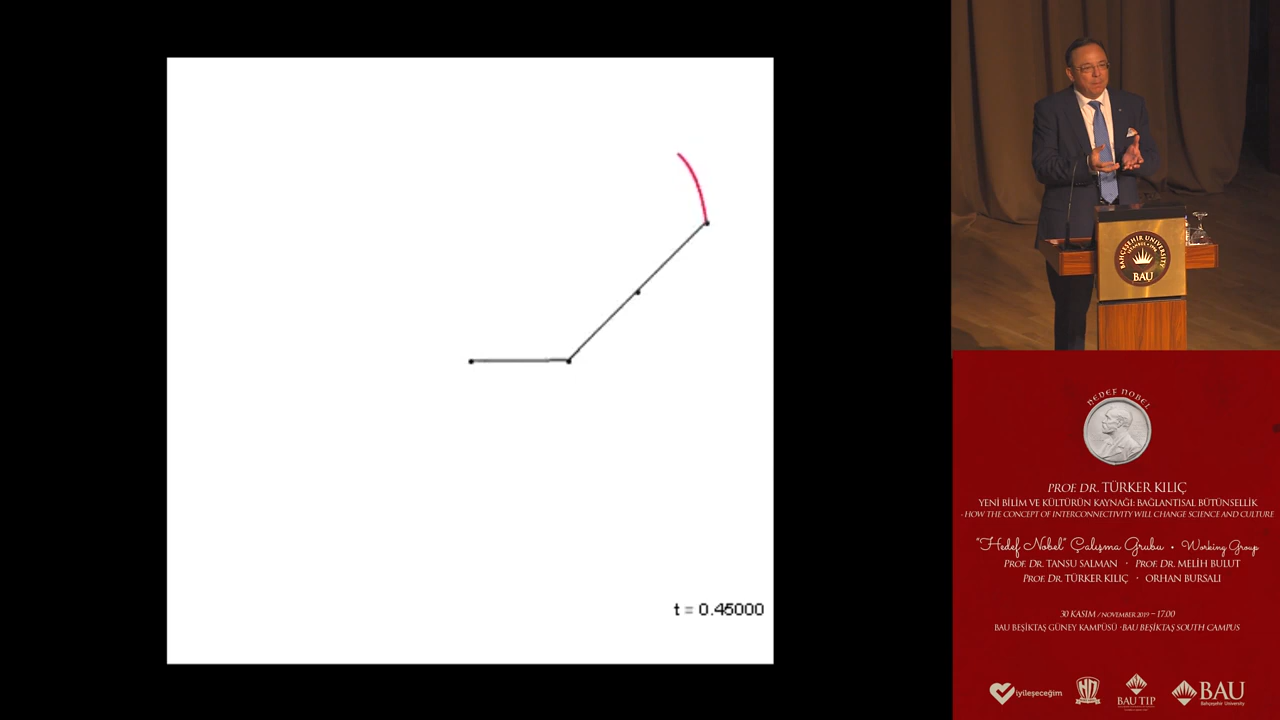 t = 0.45000
BAHÇEŞEHİR UNIVERSITY
BAU
HEDEF NOBEL
PROF. DR. TÜRKER KILIÇ
YENİ BİLİM VE KÜLTÜRÜN KAYNAĞI: BAĞLANTISAL BÜTÜNSELLİK
- HOW THE CONCEPT OF INTERCONNECTIVITY WILL CHANGE SCIENCE AND CULTURE
"Hedef Nobel" Çalışma Grubu • Working Group
PROF. DR. TANSU SALMAN • PROF. DR. MELİH BULUT
PROF. DR. TÜRKER KILIÇ • ORHAN BURSALI
30 KASIM / NOVEMBER 2019 – 17.00
BAU BEŞİKTAŞ GÜNEY KAMPÜSÜ · BAU BEŞİKTAŞ SOUTH CAMPUS
iyileşeceğim
BAU TIP
BAU
Bahçeşehir University